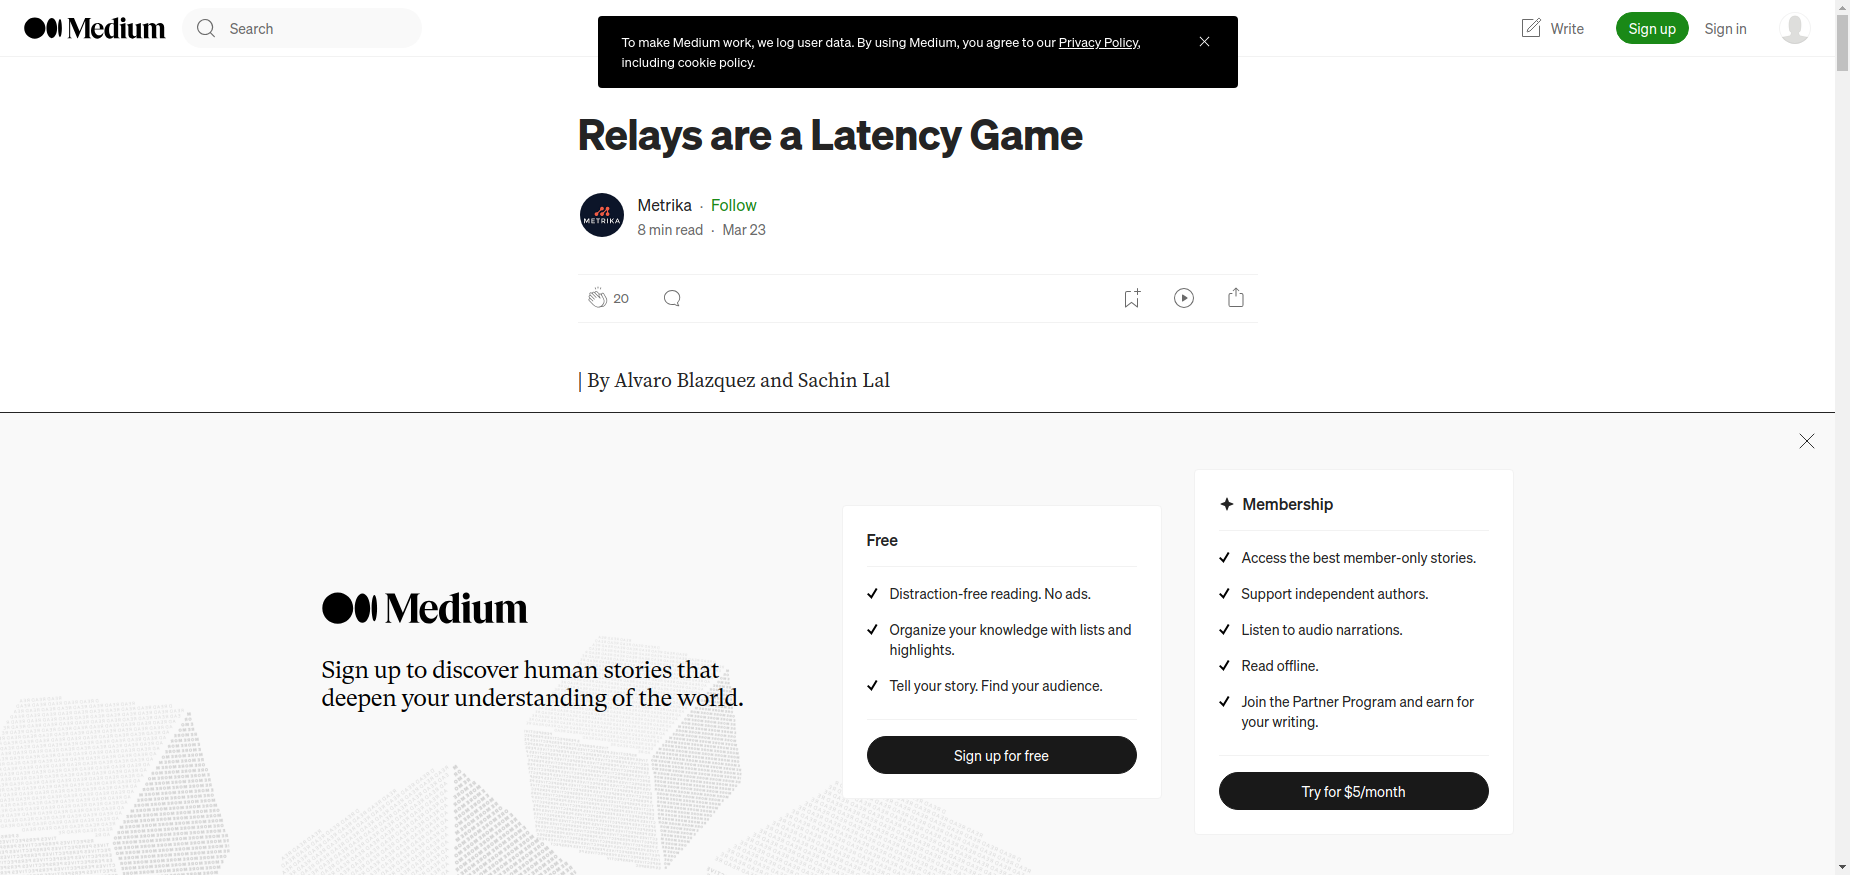 Medium
Search
To make Medium work, we log user data. By using Medium, you agree to our Privacy Policy,
including cookie policy.
Write
Sign up
Sign in
Relays are a Latency Game
METRIKA
Metrika · Follow
8 min read · Mar 23
20
| By Alvaro Blazquez and Sachin Lal
Medium
Sign up to discover human stories that
deepen your understanding of the world.
Free
Distraction-free reading. No ads.
Organize your knowledge with lists and
highlights.
Tell your story. Find your audience.
Sign up for free
Membership
Access the best member-only stories.
Support independent authors.
Listen to audio narrations.
Read offline.
Join the Partner Program and earn for
your writing.
Try for $5/month